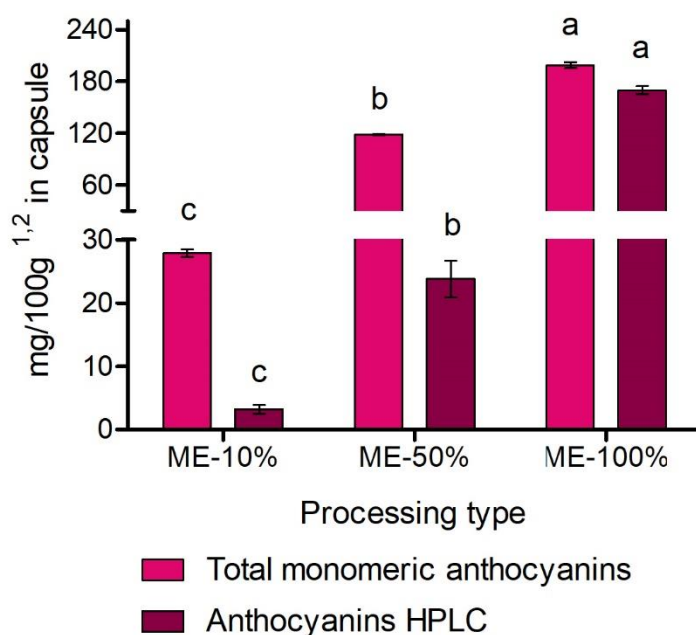 240
180
120
60
30
20
10
0
mg/100g 1,2 in capsule
c
c
b
b
a
a
ME-10%
ME-50%
ME-100%
Processing type
Total monomeric anthocyanins
Anthocyanins HPLC